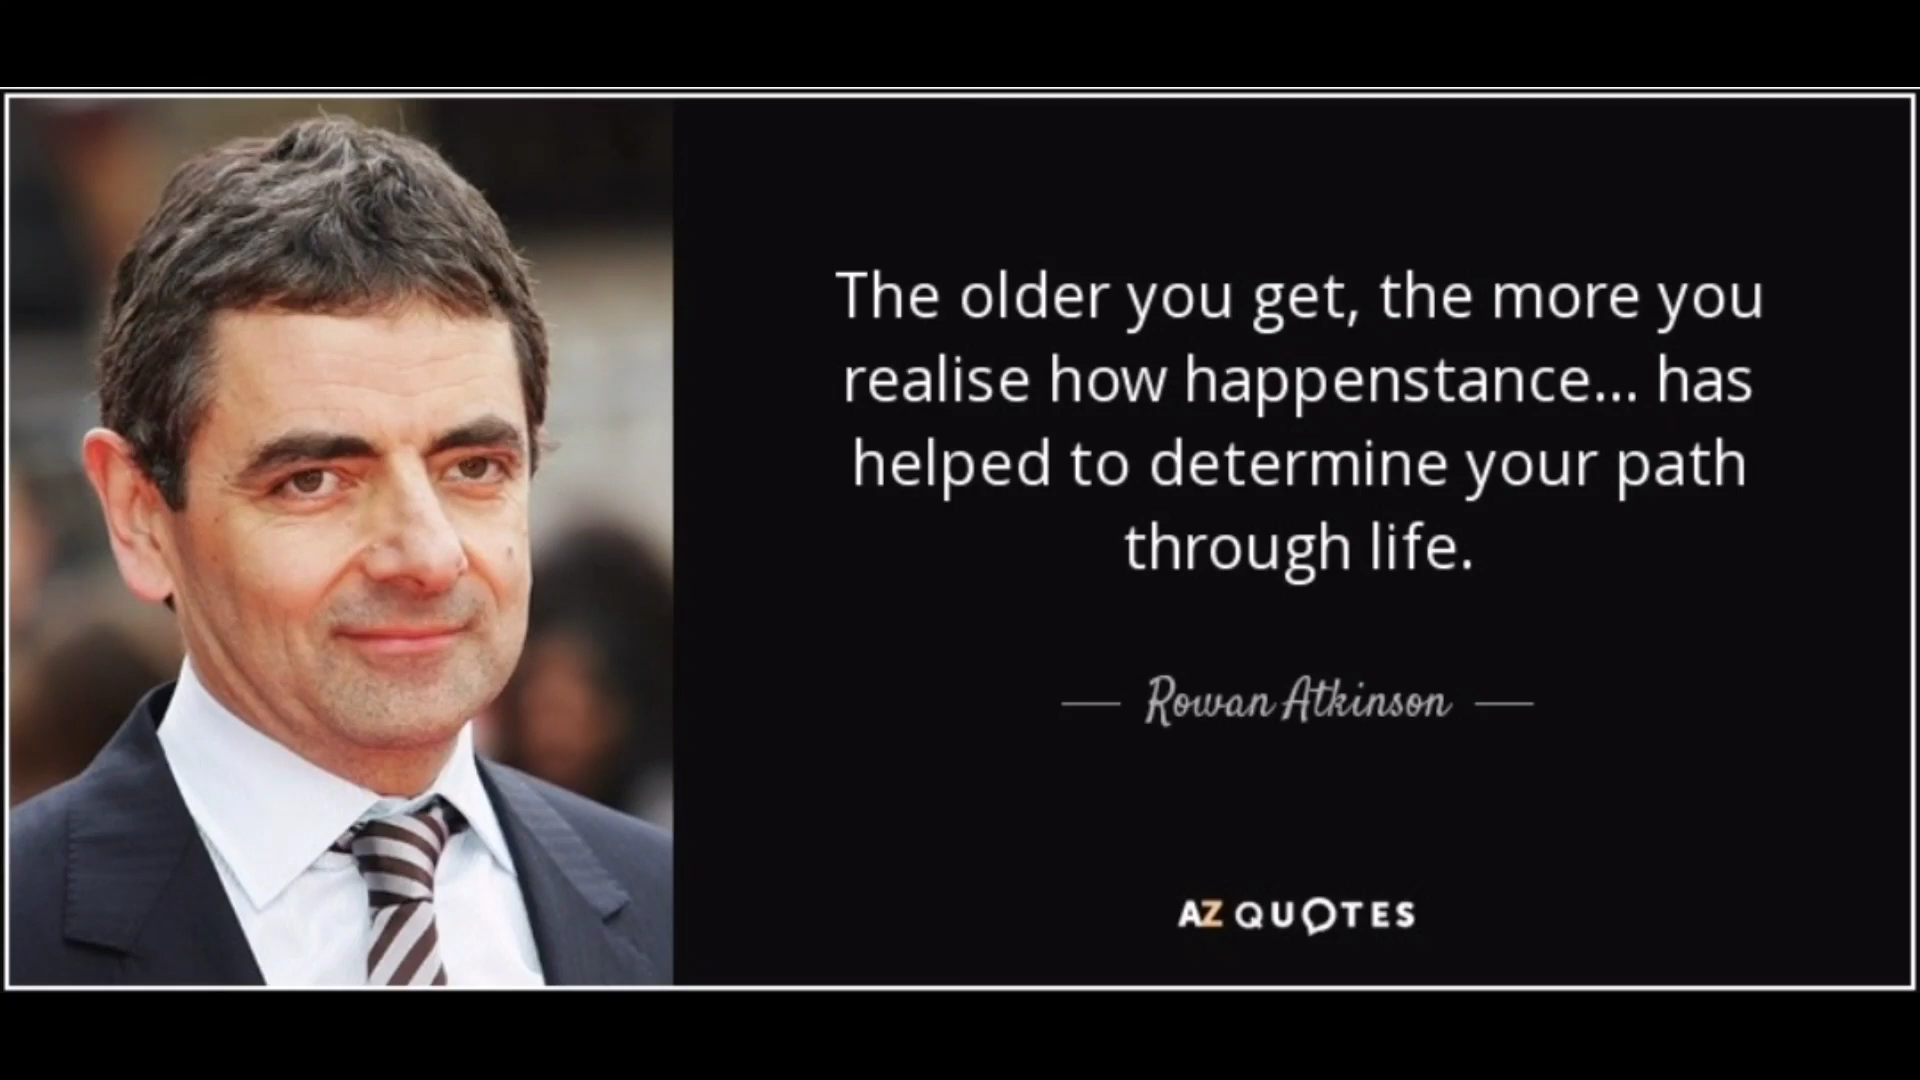 The older you get, the more you
realise how happenstance... has
helped to determine your path
through life.
Rowan Atkinson
AZ QUOTES